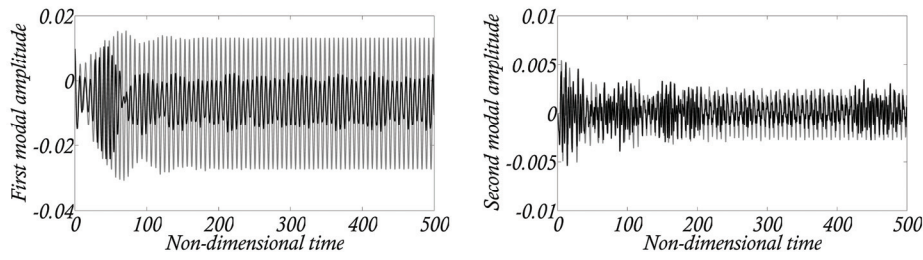 0.02
0
-0.02
-0.04
First modal amplitude
0 100 200 300 400 500
Non-dimensional time
0.01
0.005
0
-0.005
-0.01
Second modal amplitude
0 100 200 300 400 500
Non-dimensional time